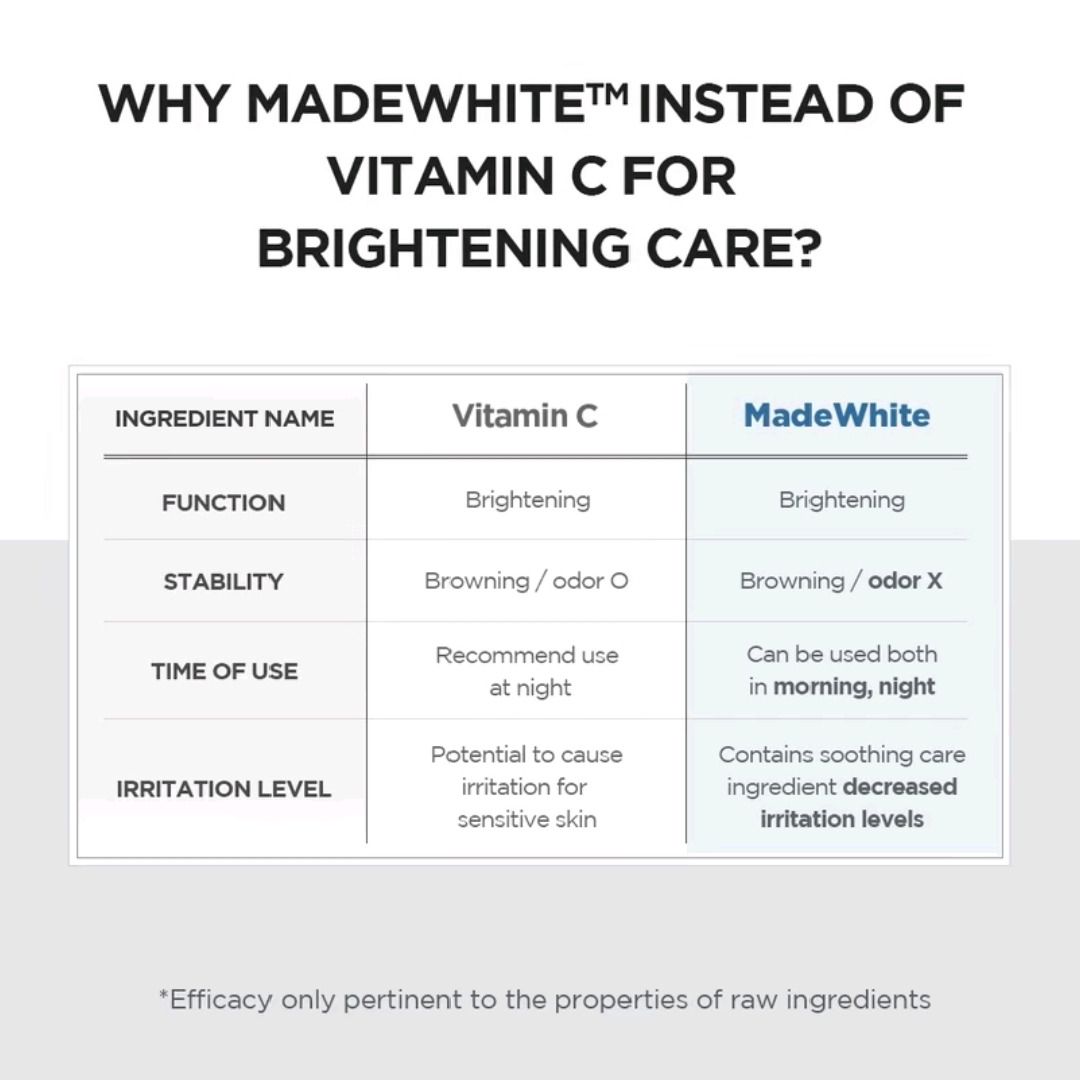 WHY MADEWHITE™ INSTEAD OF
VITAMIN C FOR
BRIGHTENING CARE?
INGREDIENT NAME
Vitamin C
MadeWhite
FUNCTION
Brightening
Brightening
STABILITY
Browning / odor O
Browning / odor X
TIME OF USE
Recommend use
at night
Can be used both
in morning, night
IRRITATION LEVEL
Potential to cause
irritation for
sensitive skin
Contains soothing care
ingredient decreased
irritation levels
*Efficacy only pertinent to the properties of raw ingredients